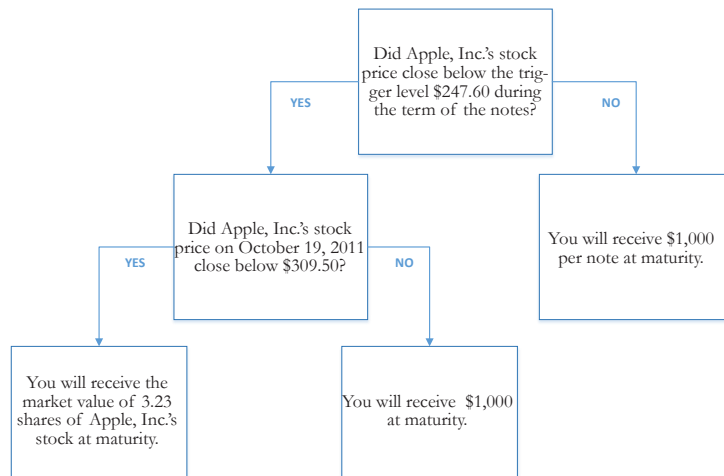 Did Apple, Inc.'s stock
price close below the trig-
ger level $247.60 during
the term of the notes?
YES
NO
Did Apple, Inc.'s stock
price on October 19, 2011
close below $309.50?
You will receive $1,000
per note at maturity.
YES
NO
You will receive the
market value of 3.23
shares of Apple, Inc.'s
stock at maturity.
You will receive $1,000
at maturity.